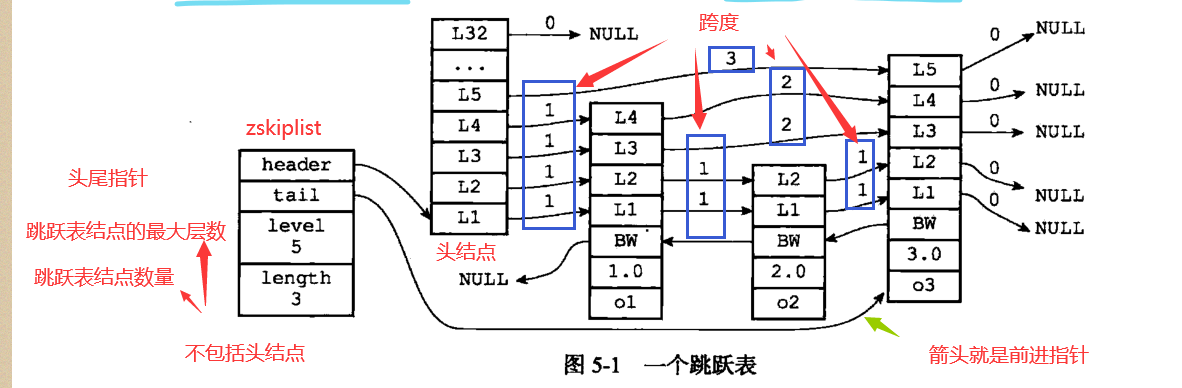 跨度
L32
0
NULL
...
L5
3
L4
1
L3
1
L2
1
L1
1
头结点
zskiplist
header
tail
level
5
length
3
头尾指针
跳跃表结点的最大层数
跳跃表结点数量
不包括头结点
NULL
L4
L3
L2
L1
BW
1.0
o1
2
2
1
1
L2
L1
BW
2.0
o2
1
1
L5
L4
L3
L2
L1
BW
3.0
o3
0
NULL
0
NULL
0
NULL
0
NULL
0
NULL
箭头就是前进指针
图 5-1 一个跳跃表